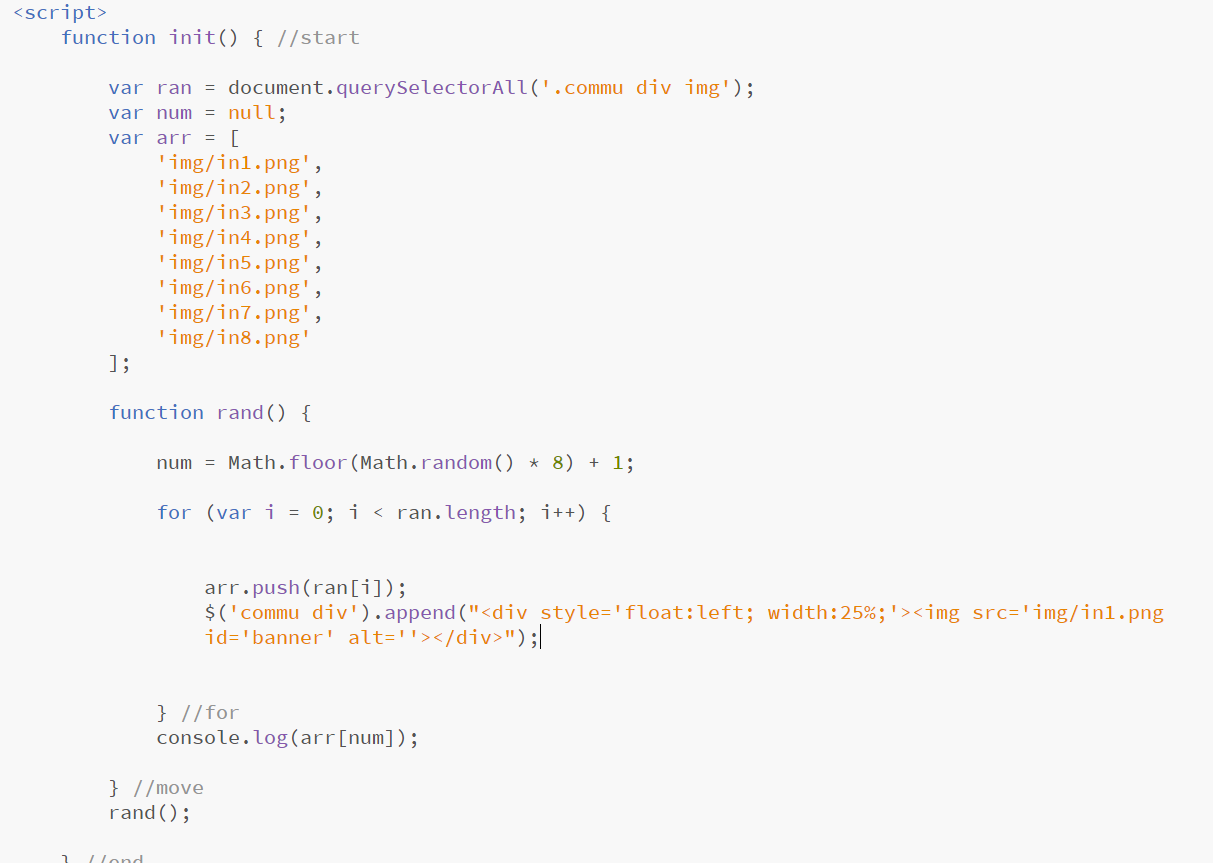 <script>
function init() { //start
var ran = document.querySelectorAll('.commu div img');
var num = null;
var arr = [
'img/in1.png',
'img/in2.png',
'img/in3.png',
'img/in4.png',
'img/in5.png',
'img/in6.png',
'img/in7.png',
'img/in8.png'
];
function rand() {
num = Math.floor(Math.random() * 8) + 1;
for (var i = 0; i < ran.length; i++) {
arr.push(ran[i]);
$('commu div').append("<div style='float:left; width:25%;'><img src='img/in1.png
id='banner' alt=''></div>");
} //for
console.log(arr[num]);
} //move
rand();
} //end